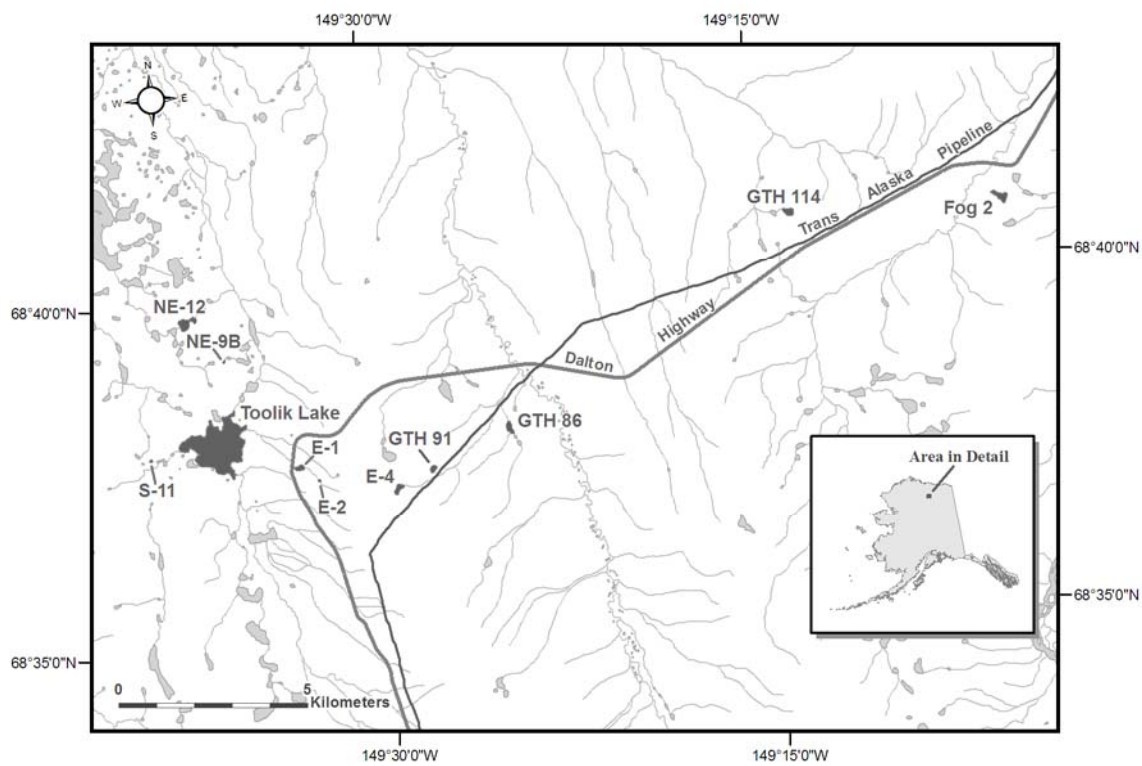 149°30'0"W
149°15'0"W
N
W
E
S
Pipeline
Alaska
Trans
GTH 114
Fog 2
68°40'0"N
68°40'0"N
NE-12
NE-9B
Highway
Dalton
Toolik Lake
GTH 86
GTH 91
E-1
E-4
S-11
E-2
Area in Detail
68°35'0"N
68°35'0"N
0
5
Kilometers
149°30'0"W
149°15'0"W